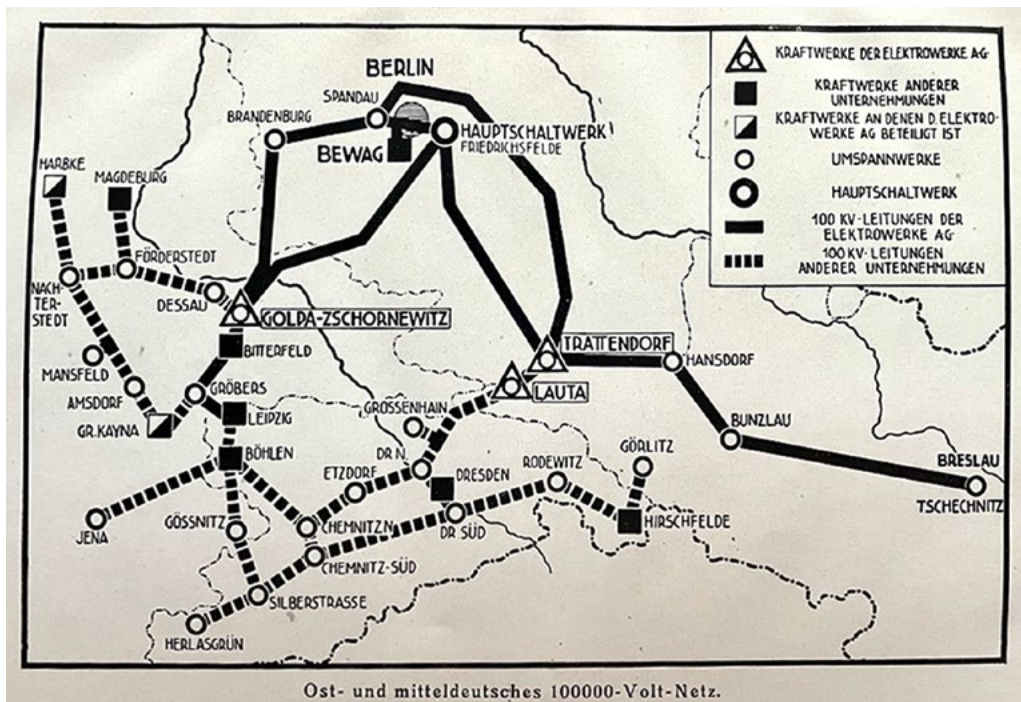 BERLIN
SPANDAU
BRANDENBURG
HAUPTSCHALTWERK
FRIEDRICHSFELDE
BEWAG
KRAFTWERKE DER ELEKTROWERKE AG
KRAFTWERKE ANDERER
UNTERNEHMUNGEN
KRAFTWERKE AN DENEN D. ELEKTRO-
WERKE AG BETEILIGT IST
UMSPANNWERKE
HAUPTSCHALTWERK
100 KV-LEITUNGEN DER
ELEKTROWERKE AG
100 KV-LEITUNGEN
ANDERER UNTERNEHMUNGEN
HARBKE
MAGDEBURG
FÖRDERSTEDT
NACH-
TER-
STEDT
DESSAU
GOLPA-ZSCHORNEWITZ
BITTERFELD
MANSFELD
AMSDORF
GRÖBERS
GR. KAYNA
LEIPZIG
BÖHLEN
TRATTENDORF
HANSDORF
LAUTA
GROSSENHAIN
BUNZLAU
GÖRLITZ
BRESLAU
TSCHECHNITZ
DR N.
ETZDORF
DRESDEN
RODEWITZ
JENA
GÖSSNITZ
CHEMNITZ N
DR SÜD
HIRSCHFELDE
CHEMNITZ-SÜD
SILBERSTRASSE
HERLASGRÜN
Ost- und mitteldeutsches 100000-Volt-Netz.